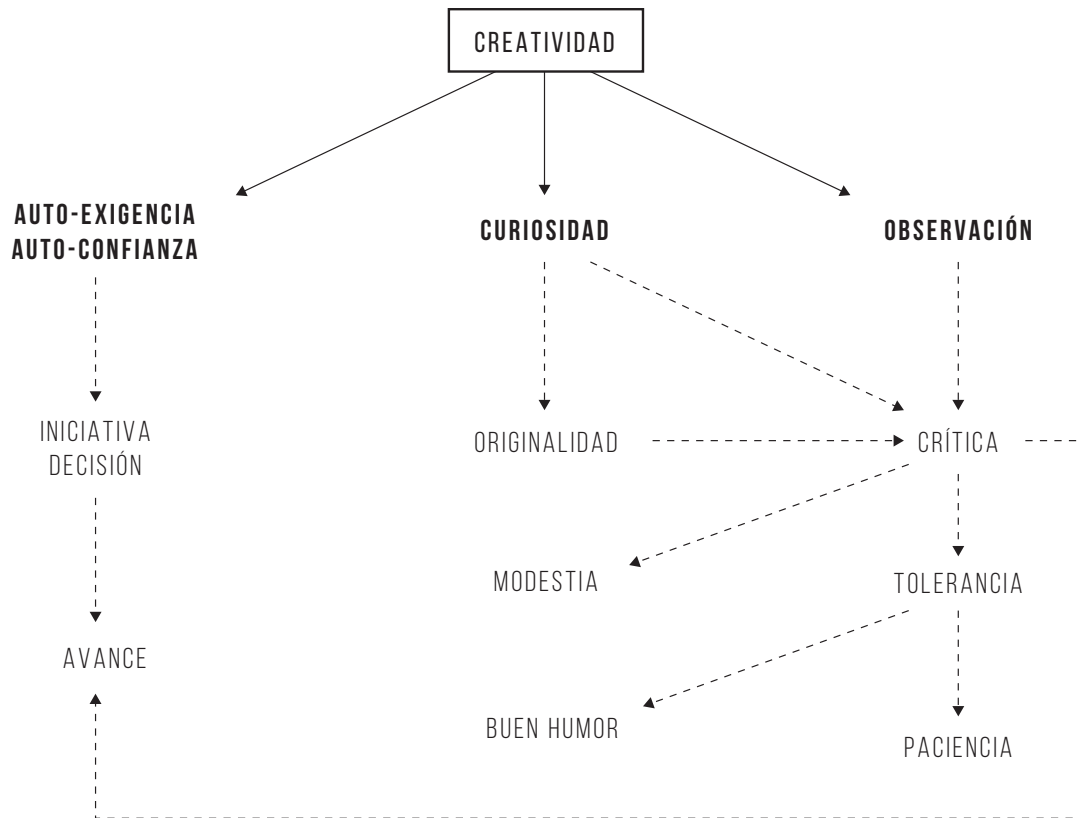 CREATIVIDAD
AUTO-EXIGENCIA
AUTO-CONFIANZA
CURIOSIDAD
OBSERVACIÓN
INICIATIVA
DECISIÓN
ORIGINALIDAD
CRÍTICA
MODESTIA
TOLERANCIA
AVANCE
BUEN HUMOR
PACIENCIA